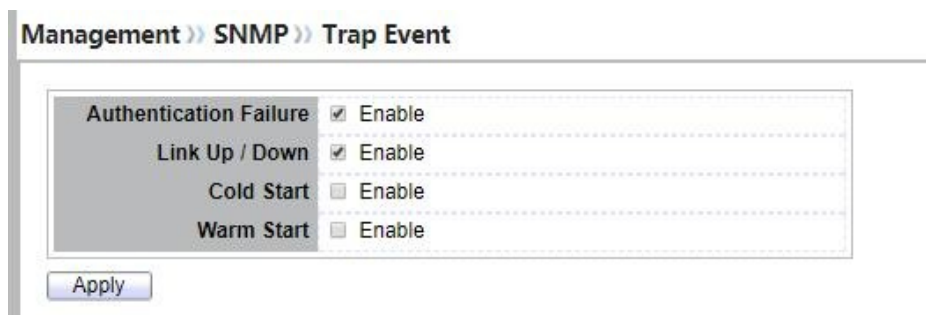 Management » SNMP » Trap Event
Authentication Failure Enable
Link Up / Down Enable
Cold Start Enable
Warm Start Enable
Apply